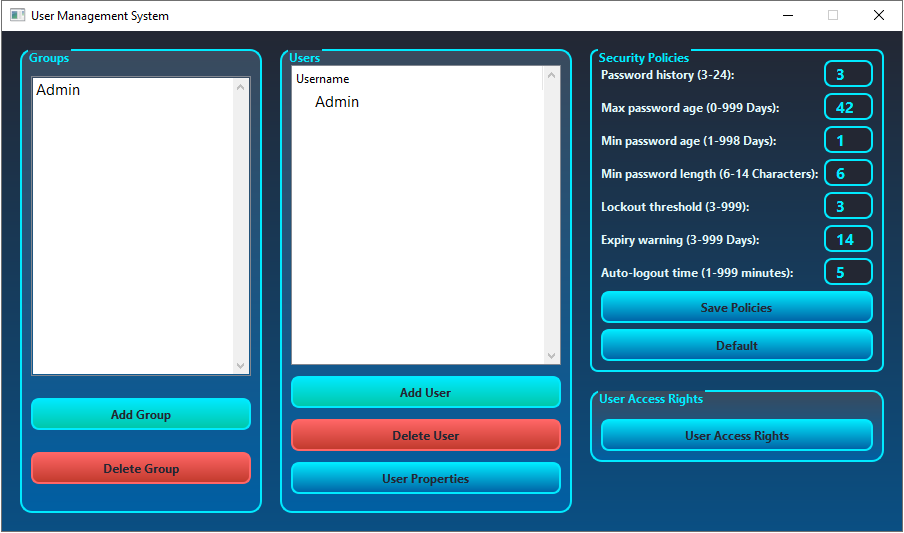 User Management System
Groups
Admin
Add Group
Delete Group
Users
Username
Admin
Add User
Delete User
User Properties
Security Policies
Password history (3-24): 3
Max password age (0-999 Days): 42
Min password age (1-998 Days): 1
Min password length (6-14 Characters): 6
Lockout threshold (3-999): 3
Expiry warning (3-999 Days): 14
Auto-logout time (1-999 minutes): 5
Save Policies
Default
User Access Rights
User Access Rights